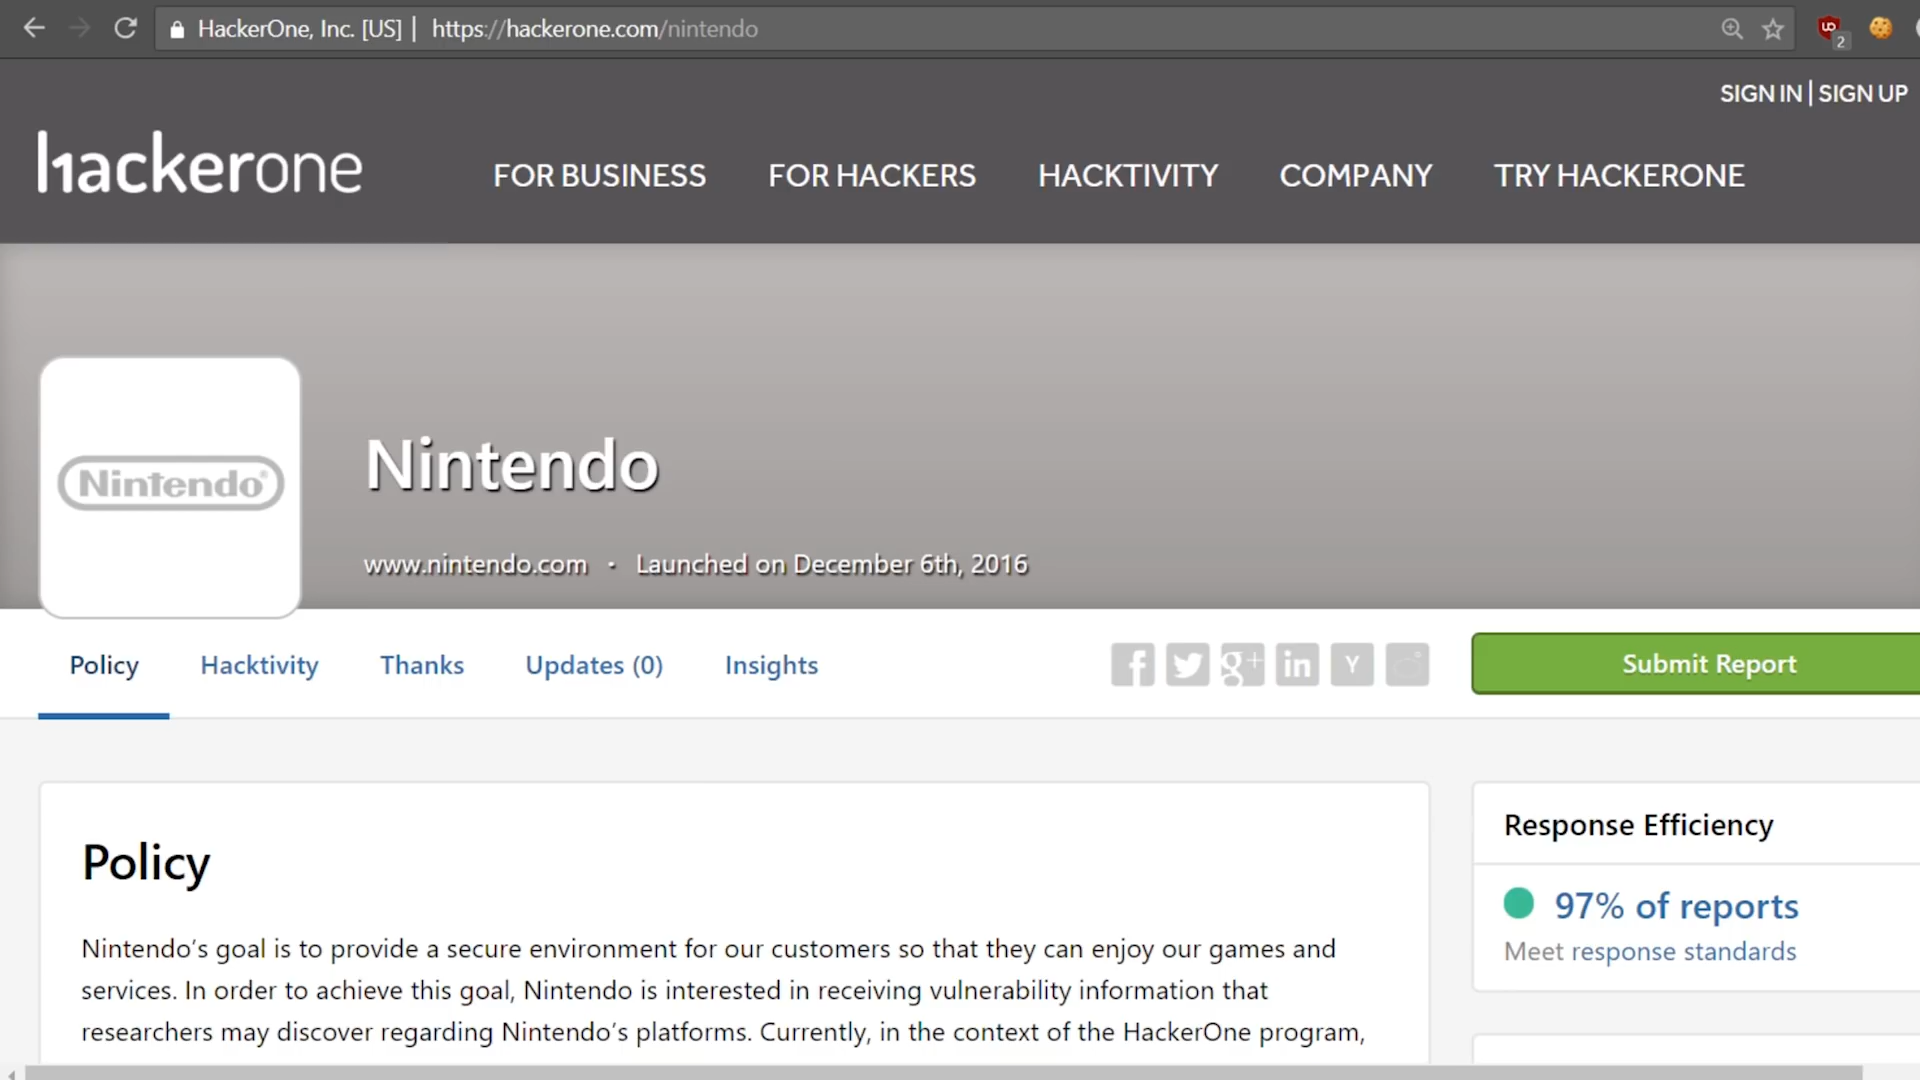 HackerOne, Inc. [US] | https://hackerone.com/nintendo
2
SIGN IN | SIGN UP
hackerone
FOR BUSINESS
FOR HACKERS
HACKTIVITY
COMPANY
TRY HACKERONE
Nintendo®
Nintendo
www.nintendo.com · Launched on December 6th, 2016
Policy
Hacktivity
Thanks
Updates (0)
Insights
Submit Report
Policy
Nintendo’s goal is to provide a secure environment for our customers so that they can enjoy our games and
services. In order to achieve this goal, Nintendo is interested in receiving vulnerability information that
researchers may discover regarding Nintendo’s platforms. Currently, in the context of the HackerOne program,
Response Efficiency
97% of reports
Meet response standards